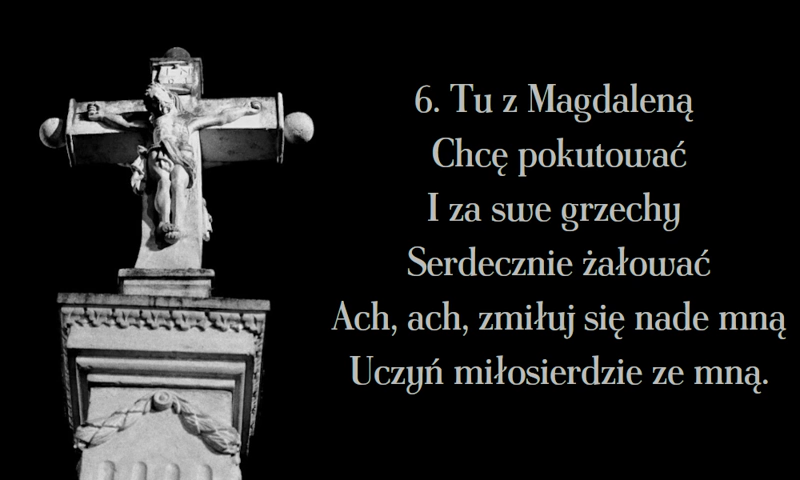 6. Tu z Magdaleną
Chcę pokutować
I za swe grzechy
Serdecznie żałować
Ach, ach, zmiłuj się nade mną
Uczyń miłosierdzie ze mną.